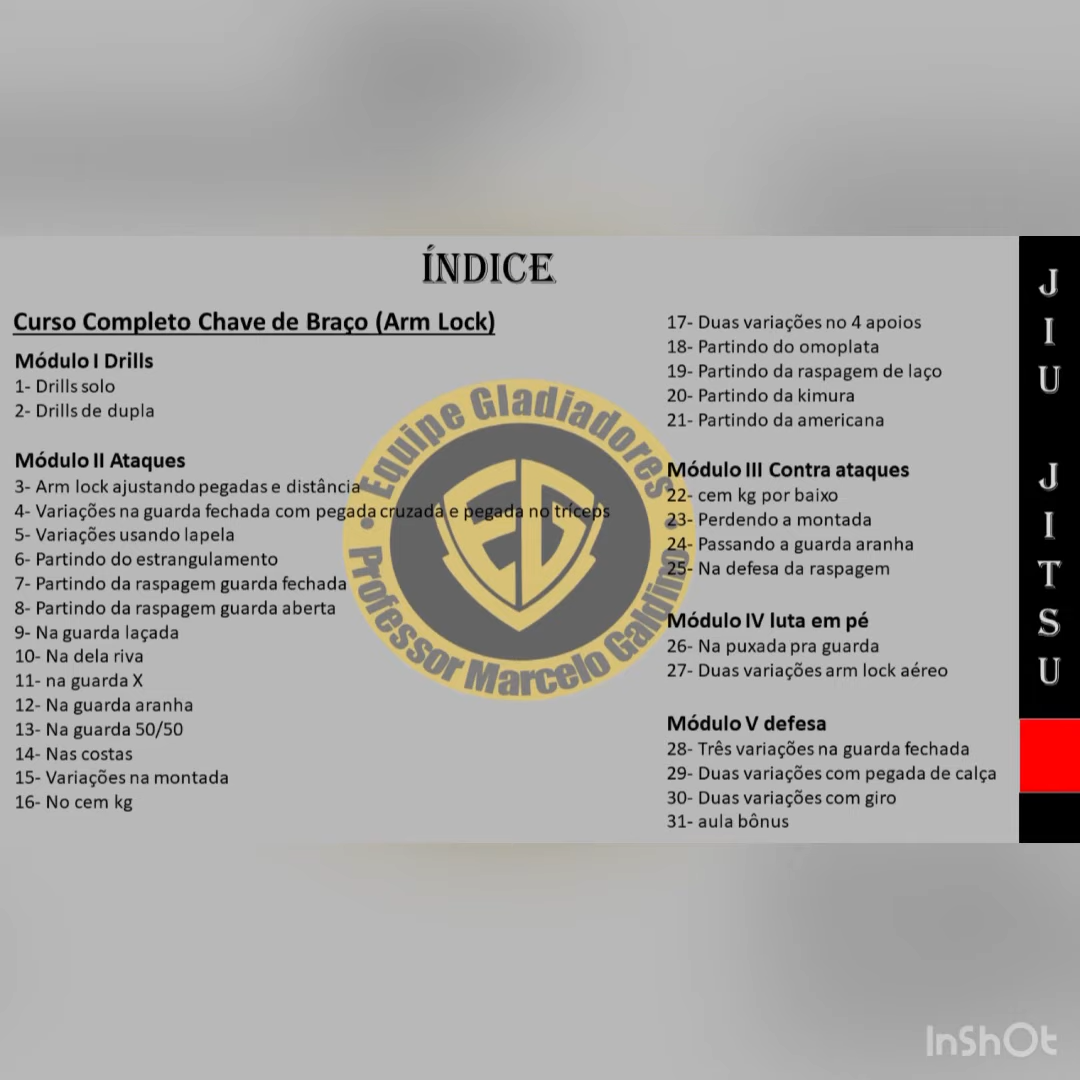 ÍNDICE
Curso Completo Chave de Braço (Arm Lock)
Módulo I Drills
1- Drills solo
2- Drills de dupla
Módulo II Ataques
3- Arm lock ajustando pegadas e distância
4- Variações na guarda fechada com pegada cruzada e pegada no tríceps
5- Variações usando lapela
6- Partindo do estrangulamento
7- Partindo da raspagem guarda fechada
8- Partindo da raspagem guarda aberta
9- Na guarda laçada
10- Na dela riva
11- na guarda X
12- Na guarda aranha
13- Na guarda 50/50
14- Nas costas
15- Variações na montada
16- No cem kg
17- Duas variações no 4 apoios
18- Partindo do omoplata
19- Partindo da raspagem de laço
20- Partindo da kimura
21- Partindo da americana
Módulo III Contra ataques
22- cem kg por baixo
23- Perdendo a montada
24- Passando a guarda aranha
25- Na defesa da raspagem
Módulo IV luta em pé
26- Na puxada pra guarda
27- Duas variações arm lock aéreo
Módulo V defesa
28- Três variações na guarda fechada
29- Duas variações com pegada de calça
30- Duas variações com giro
31- aula bônus
Equipe Gladiadores
EG
Professor Marcelo Galdino
JIU JITSU
InShOt